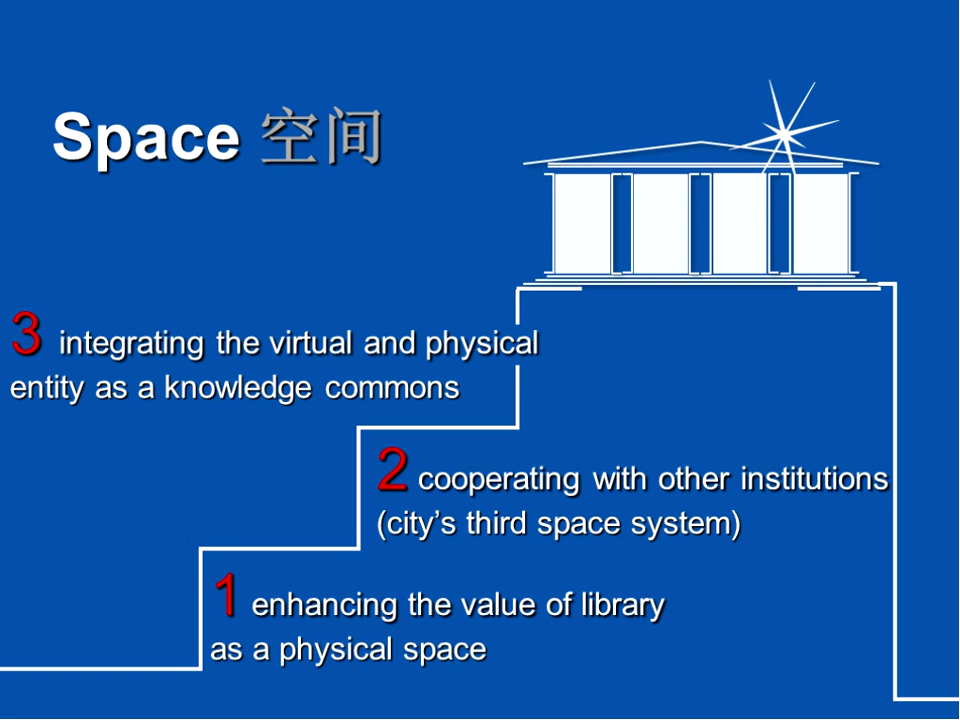 Space 空间
3 integrating the virtual and physical
entity as a knowledge commons
2 cooperating with other institutions
(city’s third space system)
1 enhancing the value of library
as a physical space